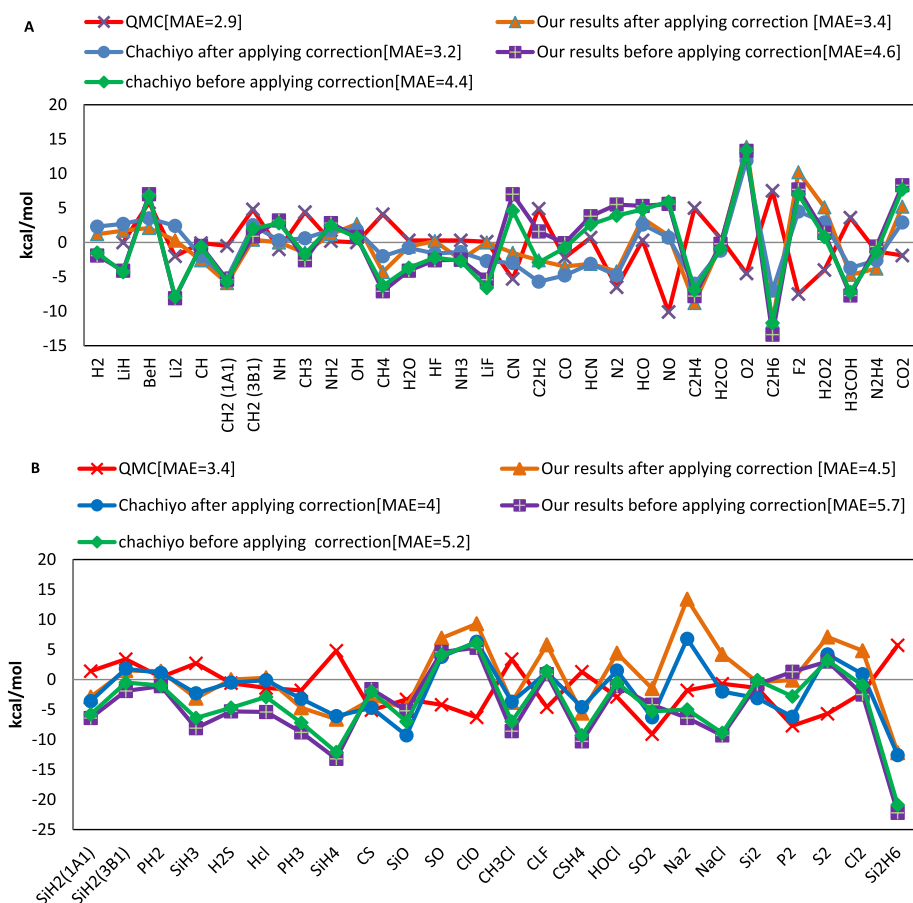 A
QMC[MAE=2.9]
Our results after applying correction [MAE=3.4]
Chachiyo after applying correction[MAE=3.2]
Our results before applying correction[MAE=4.6]
chachiyo before applying correction[MAE=4.4]
20
15
10
5
0
-5
-10
-15
kcal/mol
H2
LiH
BeH
Li2
CH
CH2 (1A1)
CH2 (3B1)
NH
CH3
NH2
OH
CH4
H2O
HF
NH3
LiF
CN
C2H2
CO
HCN
N2
HCO
NO
C2H4
H2CO
O2
C2H6
F2
H2O2
H3COH
N2H4
CO2
B
QMC[MAE=3.4]
Our results after applying correction [MAE=4.5]
Chachiyo after applying correction[MAE=4]
Our results before applying correction[MAE=5.7]
chachiyo before applying  correction[MAE=5.2]
20
15
10
5
0
-5
-10
-15
-20
-25
kcal/mol
SiH2(1A1)
SiH2(3B1)
PH2
SiH3
H2S
Hcl
PH3
SiH4
CS
SiO
SO
ClO
CH3Cl
CLF
CSH4
HOCl
SO2
Na2
NaCl
Si2
P2
S2
Cl2
Si2H6